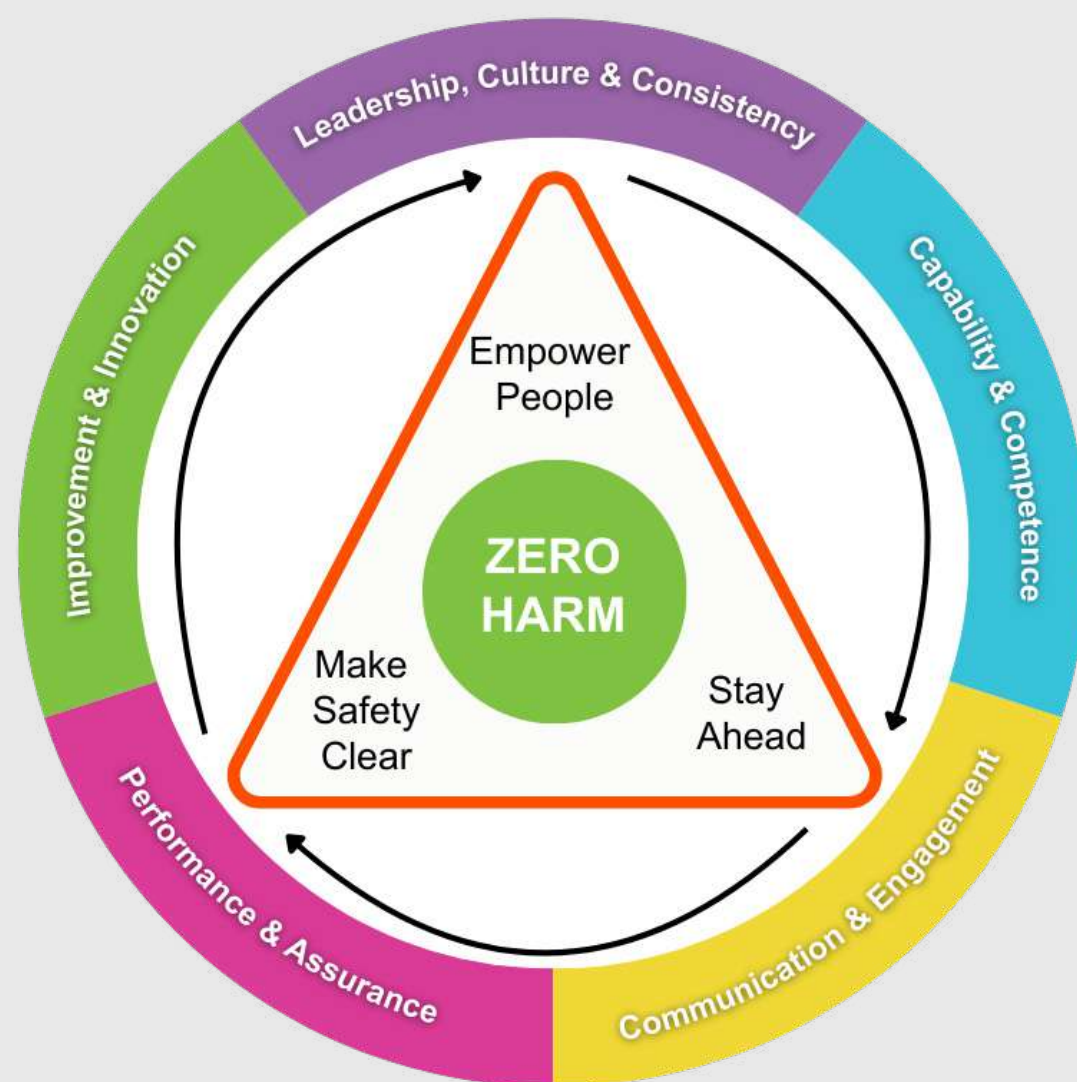 Leadership, Culture & Consistency
Capability & Competence
Communication & Engagement
Performance & Assurance
Improvement & Innovation
Empower
People
ZERO
HARM
Make
Safety
Clear
Stay
Ahead